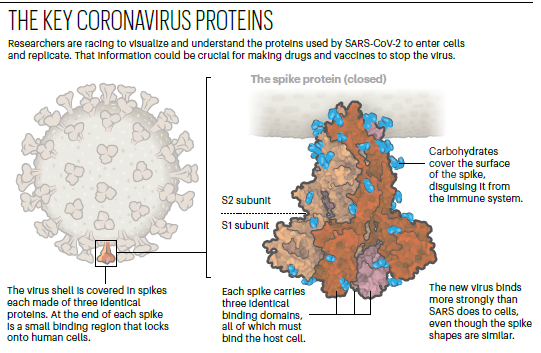 THE KEY CORONAVIRUS PROTEINS
Researchers are racing to visualize and understand the proteins used by SARS-CoV-2 to enter cells
and replicate. That information could be crucial for making drugs and vaccines to stop the virus.
The spike protein (closed)
Carbohydrates
cover the surface
of the spike,
disguising it from
the immune system.
S2 subunit
S1 subunit
The virus shell is covered in spikes
each made of three identical
proteins. At the end of each spike
is a small binding region that locks
onto human cells.
Each spike carries
three identical
binding domains,
all of which must
bind the host cell.
The new virus binds
more strongly than
SARS does to cells,
even though the spike
shapes are similar.